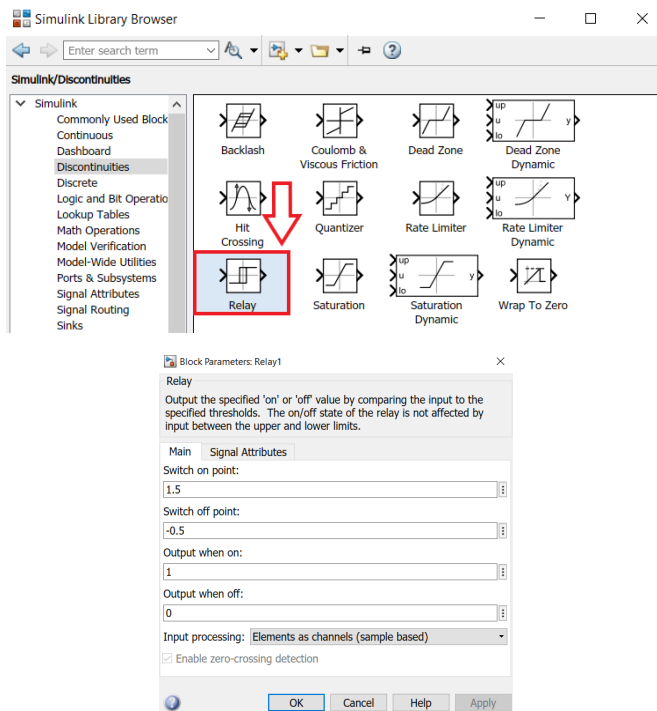 Simulink Library Browser
Enter search term
Simulink/Discontinuities
Simulink
Commonly Used Block
Continuous
Dashboard
Discontinuities
Discrete
Logic and Bit Operatio
Lookup Tables
Math Operations
Model Verification
Model-Wide Utilities
Ports & Subsystems
Signal Attributes
Signal Routing
Sinks
Backlash
Coulomb &
Viscous Friction
Dead Zone
up
u
lo
y
Dead Zone
Dynamic
Hit
Crossing
Quantizer
Rate Limiter
up
u
lo
Y
Rate Limiter
Dynamic
Relay
Saturation
up
u
lo
y
Saturation
Dynamic
Wrap To Zero
Block Parameters: Relay1
Relay
Output the specified 'on' or 'off' value by comparing the input to the
specified thresholds. The on/off state of the relay is not affected by
input between the upper and lower limits.
Main Signal Attributes
Switch on point:
1.5
Switch off point:
-0.5
Output when on:
1
Output when off:
0
Input processing: Elements as channels (sample based)
Enable zero-crossing detection
OK Cancel Help Apply